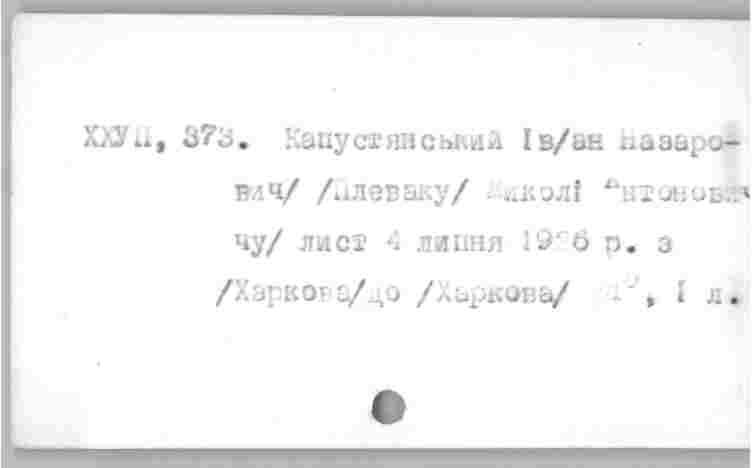 ХХУП, 373. Капустянський Ів/ан Назаро-
вич/ /Плеваку/ Миколі Антонович
чу/ лист 4 липня 1926 р. з
/Харкова/до /Харкова/ , І л.